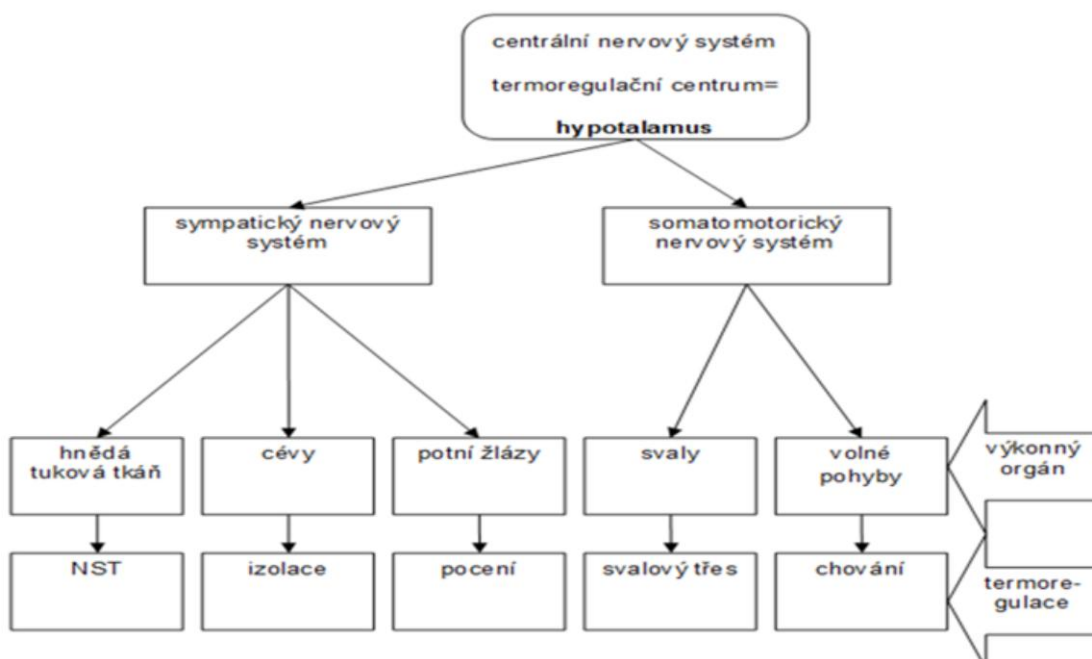 centrální nervový systém
termoregulační centrum=
hypotalamus
sympatický nervový
systém
somatomotorický
nervový systém
hnědá
tuková tkáň
cévy
potní žlázy
svaly
volné
pohyby
výkonný
orgán
NST
izolace
pocení
svalový třes
chování
termore-
gulace